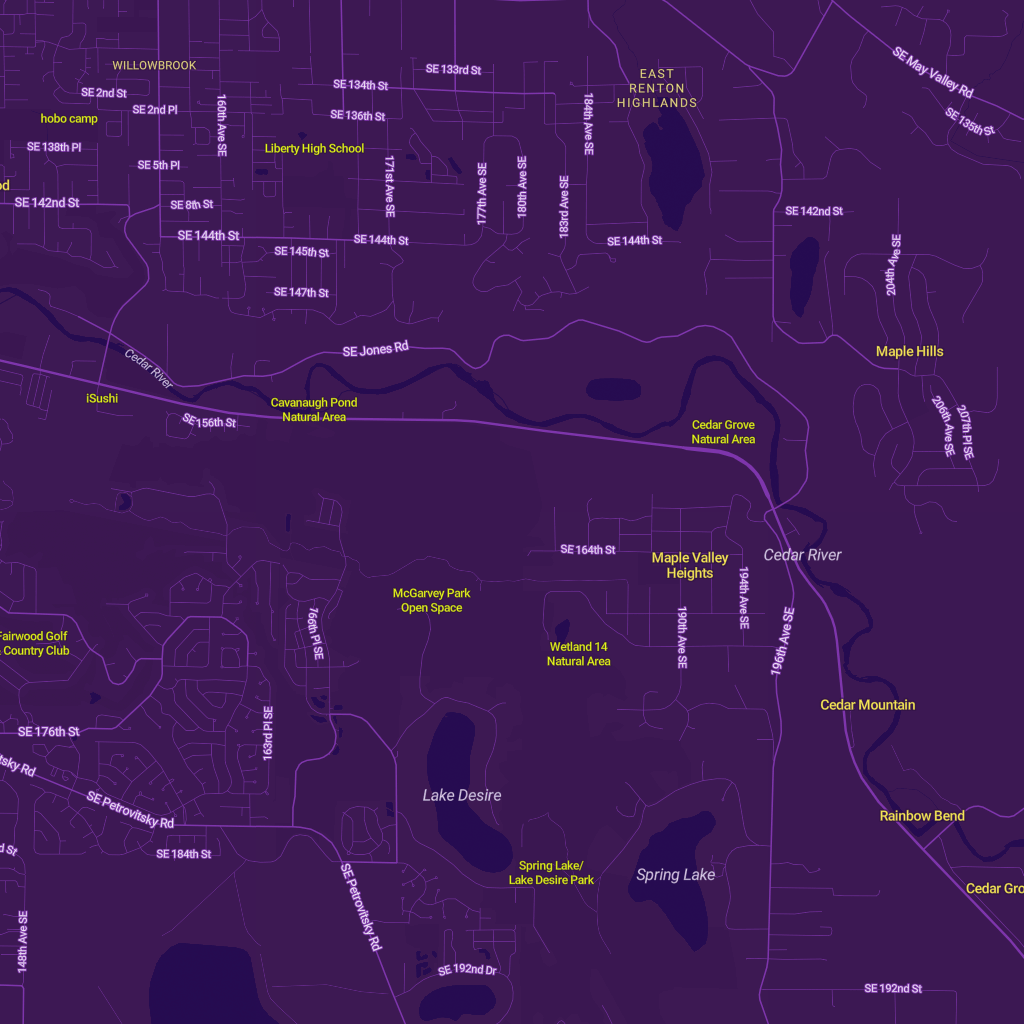 WILLOWBROOK
SE 133rd St
SE 134th St
SE 2nd St
SE 2nd Pl
160th Ave SE
SE 136th St
184th Ave SE
EAST
RENTON
HIGHLANDS
SE May Valley Rd
SE 135th St
hobo camp
SE 138th Pl
Liberty High School
SE 5th Pl
171st Ave SE
177th Ave SE
180th Ave SE
183rd Ave SE
od
SE 142nd St
SE 8th St
SE 142nd St
SE 144th St
SE 144th St
SE 144th St
SE 145th St
204th Ave SE
SE 147th St
SE Jones Rd
Maple Hills
Cedar River
iSushi
Cavanaugh Pond
Natural Area
SE 156th St
Cedar Grove
Natural Area
206th Ave SE
207th Pl SE
SE 164th St
Maple Valley
Heights
Cedar River
194th Ave SE
McGarvey Park
Open Space
766th Pl SE
190th Ave SE
196th Ave SE
Fairwood Golf
& Country Club
Wetland 14
Natural Area
Cedar Mountain
SE 176th St
163rd Pl SE
tsky Rd
SE Petrovitsky Rd
Lake Desire
Rainbow Bend
SE 184th St
d St
SE Petrovitsky Rd
Spring Lake/
Lake Desire Park
Spring Lake
Cedar Gro
148th Ave SE
SE 192nd Dr
SE 192nd St